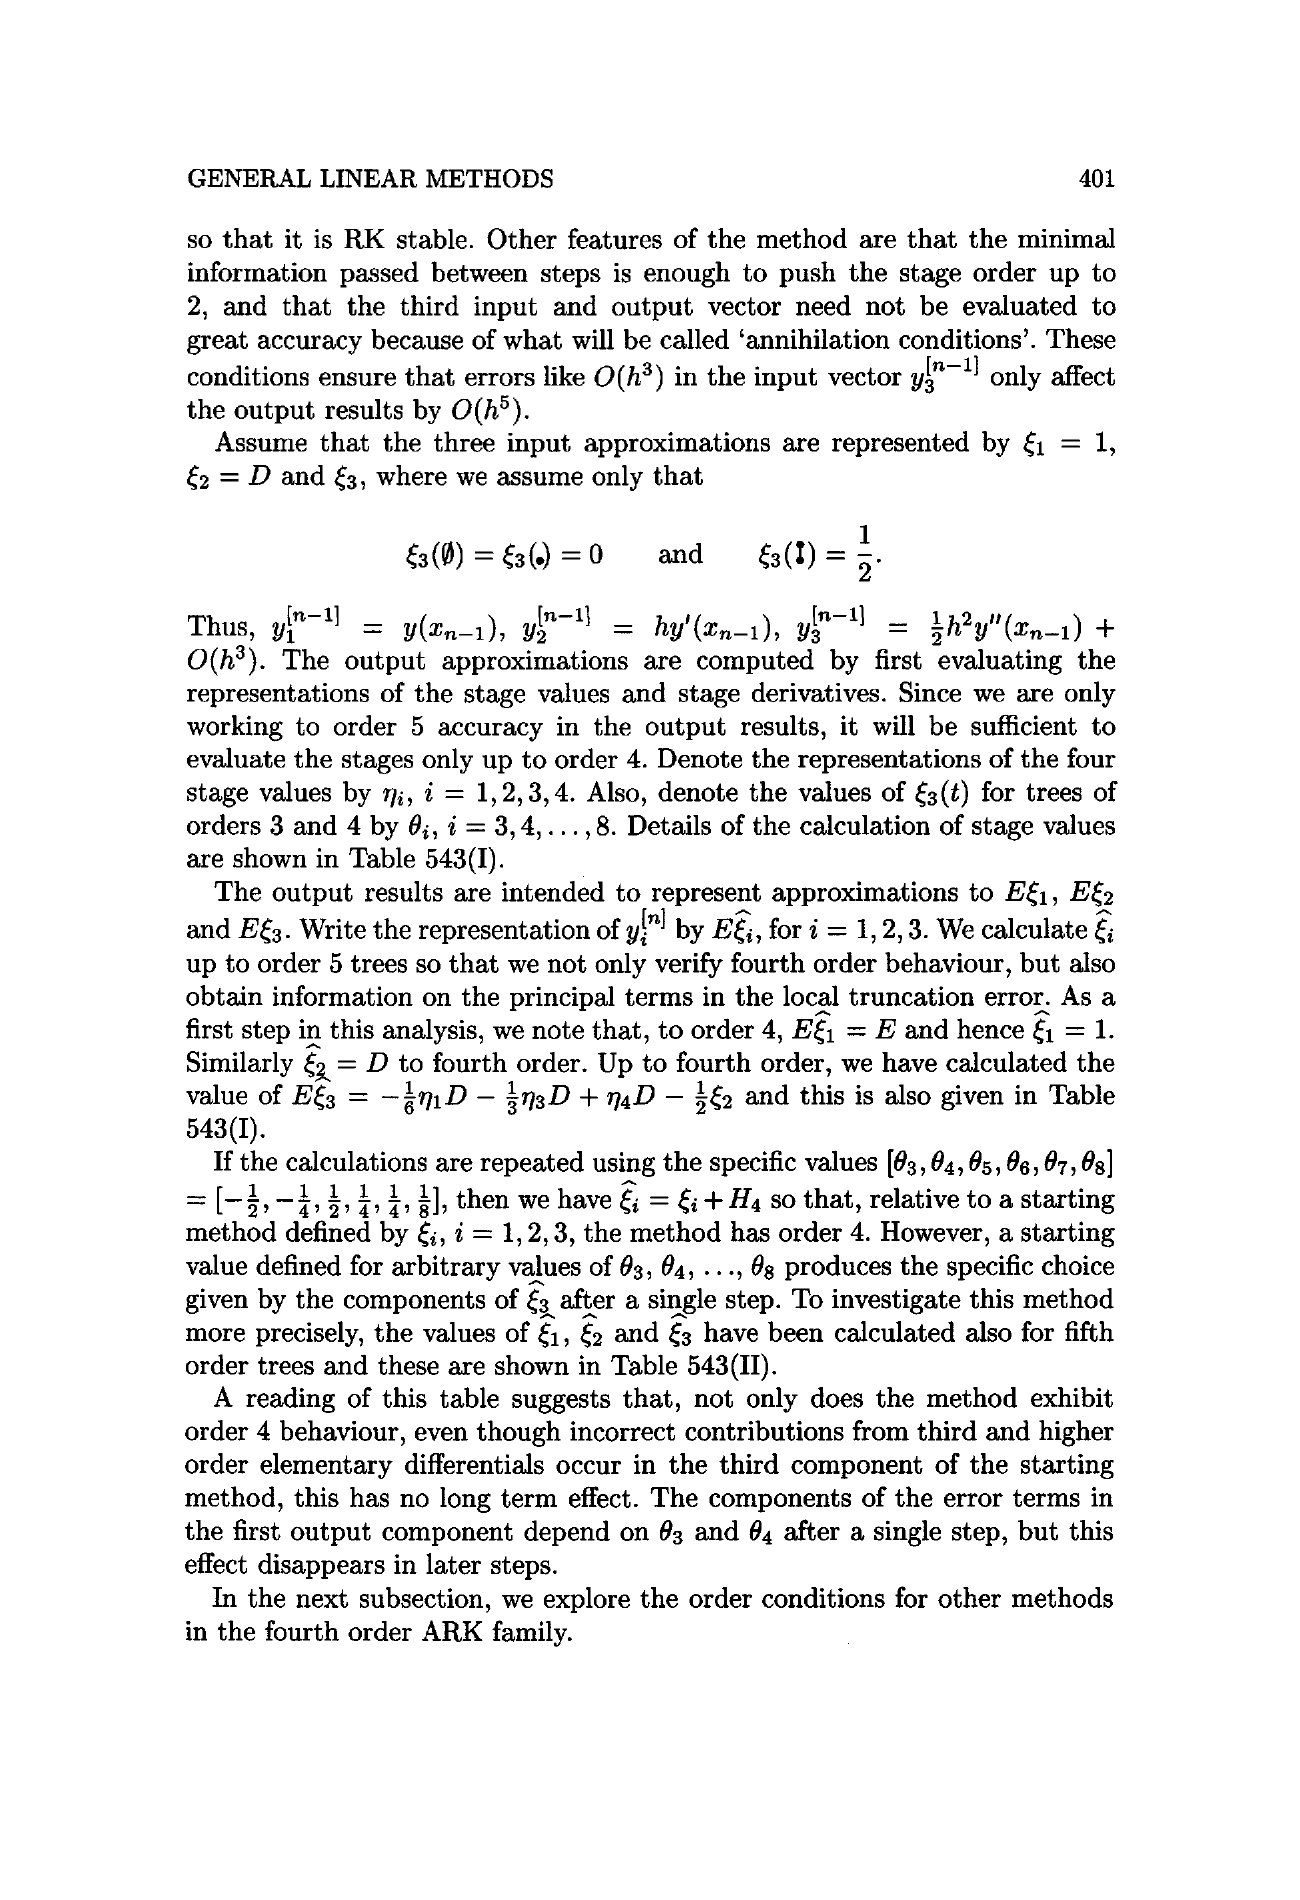 GENERAL LINEAR METHODS 401
so that it is RK stable. Other features of the method are that the minimal
information passed between steps is enough to push the stage order up to
2, and that the third input and output vector need not be evaluated to
great accuracy because of what will be called ‘annihilation conditions’. These
conditions ensure that errors like O(h³) in the input vector y₃^[n−1] only affect
the output results by O(h⁵).
Assume that the three input approximations are represented by ξ₁ = 1,
ξ₂ = D and ξ₃, where we assume only that
ξ₃(∅) = ξ₃(.) = 0 and ξ₃(⁚) = 1/2.
Thus, y₁^[n−1] = y(xₙ₋₁), y₂^[n−1] = hy′(xₙ₋₁), y₃^[n−1] = ½h²y″(xₙ₋₁) +
O(h³). The output approximations are computed by first evaluating the
representations of the stage values and stage derivatives. Since we are only
working to order 5 accuracy in the output results, it will be sufficient to
evaluate the stages only up to order 4. Denote the representations of the four
stage values by ηᵢ, i = 1, 2, 3, 4. Also, denote the values of ξ₃(t) for trees of
orders 3 and 4 by θᵢ, i = 3, 4, . . . , 8. Details of the calculation of stage values
are shown in Table 543(I).
The output results are intended to represent approximations to Eξ₁, Eξ₂
and Eξ₃. Write the representation of yᵢ^[n] by Eξ̂ᵢ, for i = 1, 2, 3. We calculate ξ̂ᵢ
up to order 5 trees so that we not only verify fourth order behaviour, but also
obtain information on the principal terms in the local truncation error. As a
first step in this analysis, we note that, to order 4, Eξ̂₁ = E and hence ξ̂₁ = 1.
Similarly ξ̂₂ = D to fourth order. Up to fourth order, we have calculated the
value of Eξ̂₃ = −⅙η₁D − ⅓η₃D + η₄D − ½ξ₂ and this is also given in Table
543(I).
If the calculations are repeated using the specific values [θ₃, θ₄, θ₅, θ₆, θ₇, θ₈]
= [−½, −¼, ½, ¼, ¼, ⅛], then we have ξ̂ᵢ = ξᵢ + H₄ so that, relative to a starting
method defined by ξᵢ, i = 1, 2, 3, the method has order 4. However, a starting
value defined for arbitrary values of θ₃, θ₄, . . ., θ₈ produces the specific choice
given by the components of ξ̂₃ after a single step. To investigate this method
more precisely, the values of ξ̂₁, ξ̂₂ and ξ̂₃ have been calculated also for fifth
order trees and these are shown in Table 543(II).
A reading of this table suggests that, not only does the method exhibit
order 4 behaviour, even though incorrect contributions from third and higher
order elementary differentials occur in the third component of the starting
method, this has no long term effect. The components of the error terms in
the first output component depend on θ₃ and θ₄ after a single step, but this
effect disappears in later steps.
In the next subsection, we explore the order conditions for other methods
in the fourth order ARK family.